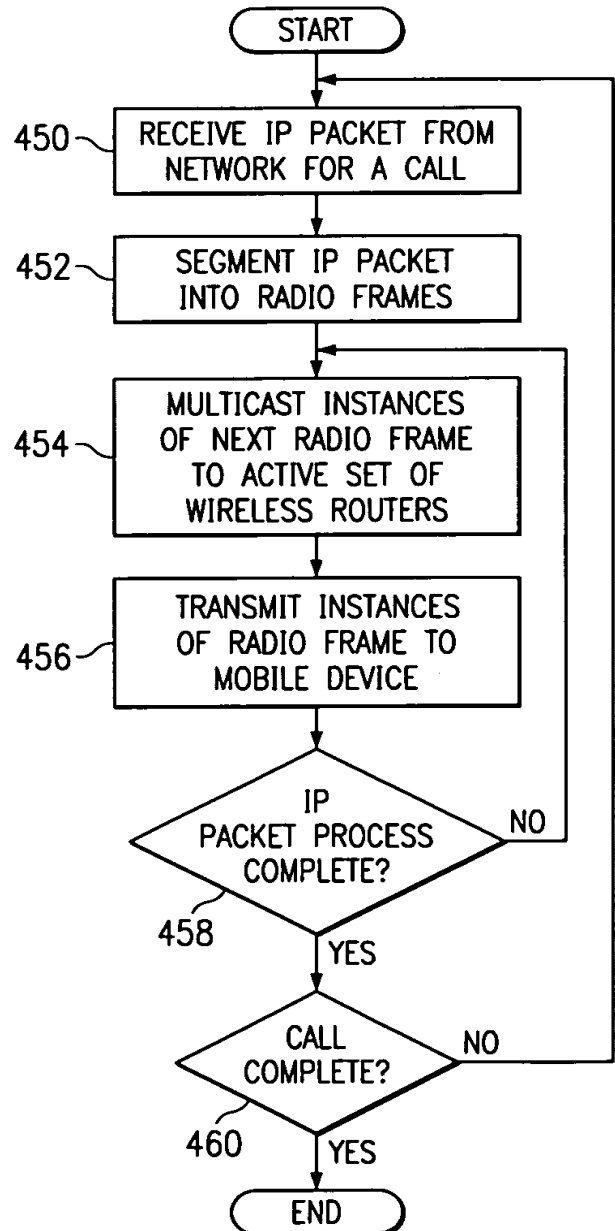 START
450
RECEIVE IP PACKET FROM
NETWORK FOR A CALL
452
SEGMENT IP PACKET
INTO RADIO FRAMES
454
MULTICAST INSTANCES
OF NEXT RADIO FRAME
TO ACTIVE SET OF
WIRELESS ROUTERS
456
TRANSMIT INSTANCES
OF RADIO FRAME TO
MOBILE DEVICE
IP
PACKET PROCESS
COMPLETE?
NO
458
YES
CALL
COMPLETE?
NO
460
YES
END